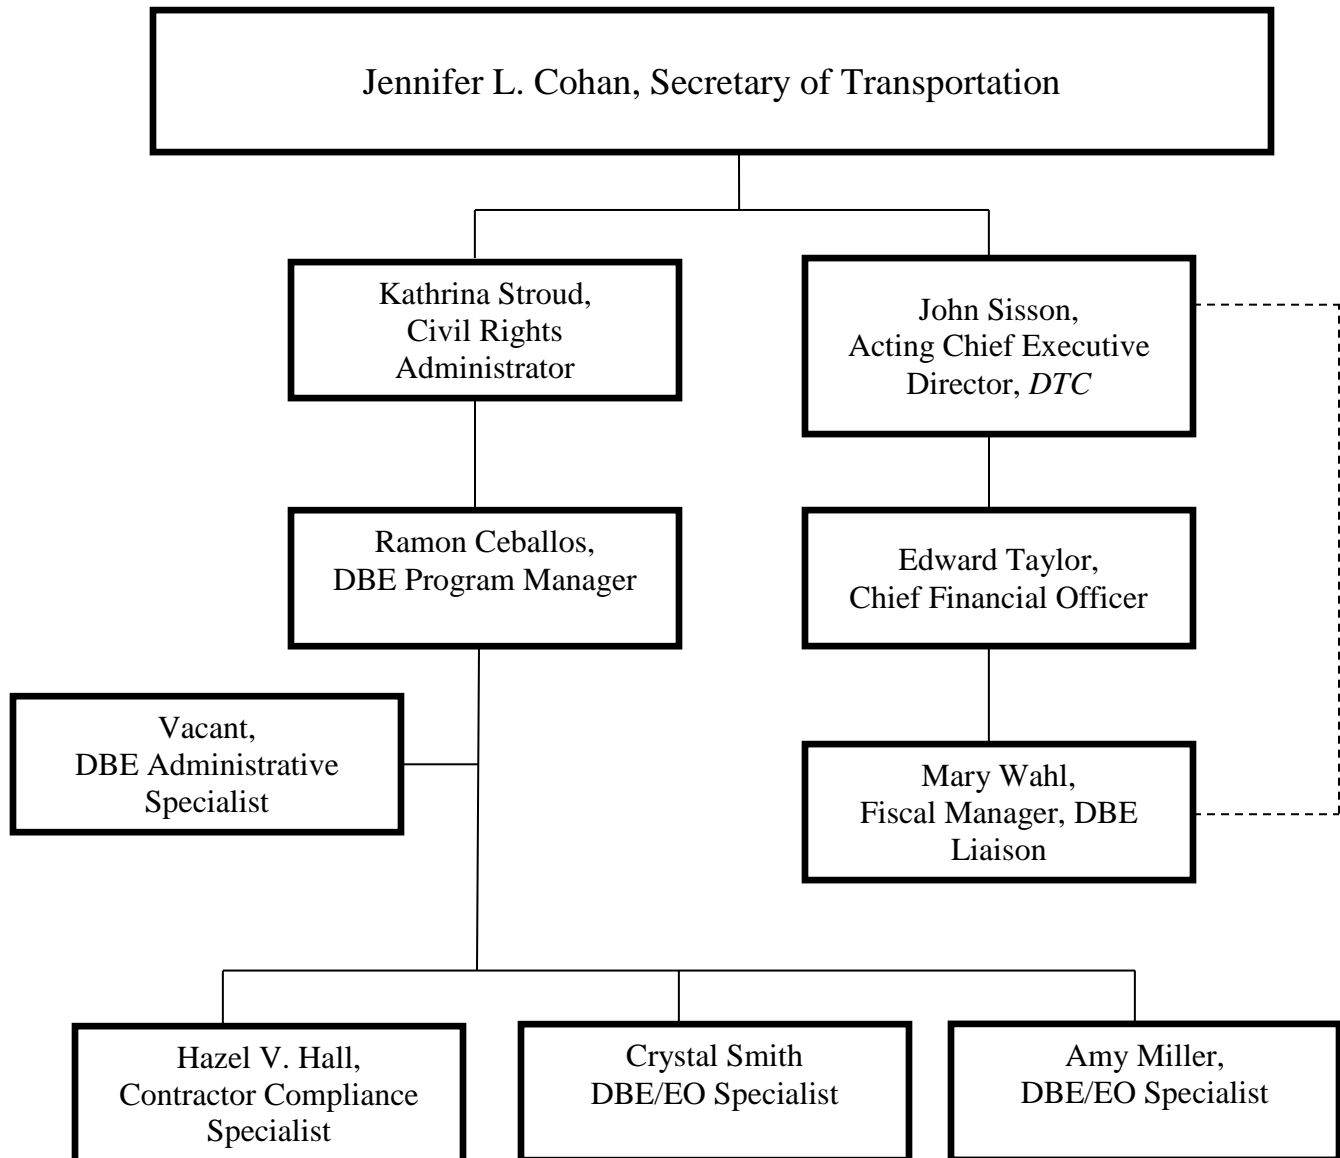 Jennifer L. Cohan, Secretary of Transportation
Kathrina Stroud,
Civil Rights
Administrator
John Sisson,
Acting Chief Executive
Director, DTC
Ramon Ceballos,
DBE Program Manager
Edward Taylor,
Chief Financial Officer
Vacant,
DBE Administrative
Specialist
Mary Wahl,
Fiscal Manager, DBE
Liaison
Hazel V. Hall,
Contractor Compliance
Specialist
Crystal Smith
DBE/EO Specialist
Amy Miller,
DBE/EO Specialist